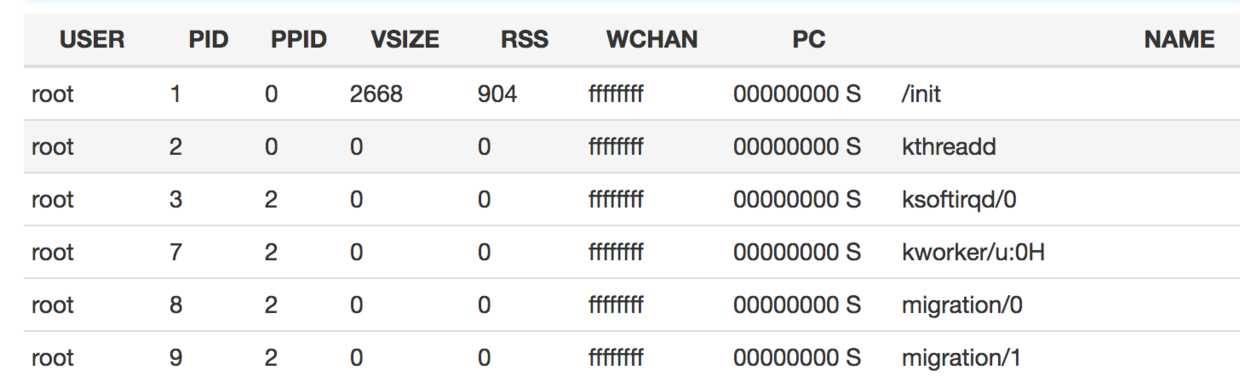 USER PID PPID VSIZE RSS WCHAN PC NAME
root 1 0 2668 904 ffffffff 00000000 S /init
root 2 0 0 0 ffffffff 00000000 S kthreadd
root 3 2 0 0 ffffffff 00000000 S ksoftirqd/0
root 7 2 0 0 ffffffff 00000000 S kworker/u:0H
root 8 2 0 0 ffffffff 00000000 S migration/0
root 9 2 0 0 ffffffff 00000000 S migration/1